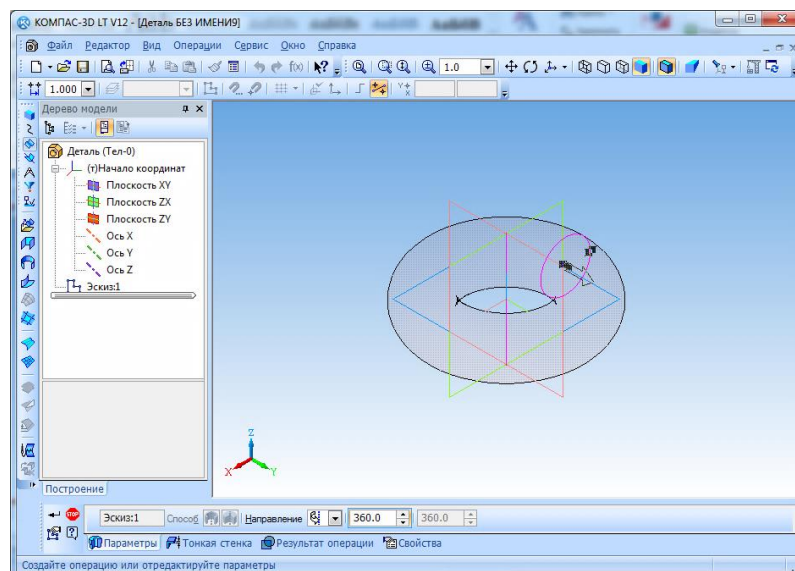 КОМПАС-3D LT V12 - [Деталь БЕЗ ИМЕНИ9]
Файл Редактор Вид Операции Сервис Окно Справка
1.0
1.000
Дерево модели
Деталь (Тел-0)
(т)Начало координат
Плоскость XY
Плоскость ZX
Плоскость ZY
Ось X
Ось Y
Ось Z
Эскиз:1
Z
X Y
Построение
STOP Эскиз:1 Способ Направление 360.0 360.0
Параметры Тонкая стенка Результат операции Свойства
Создайте операцию или отредактируйте параметры